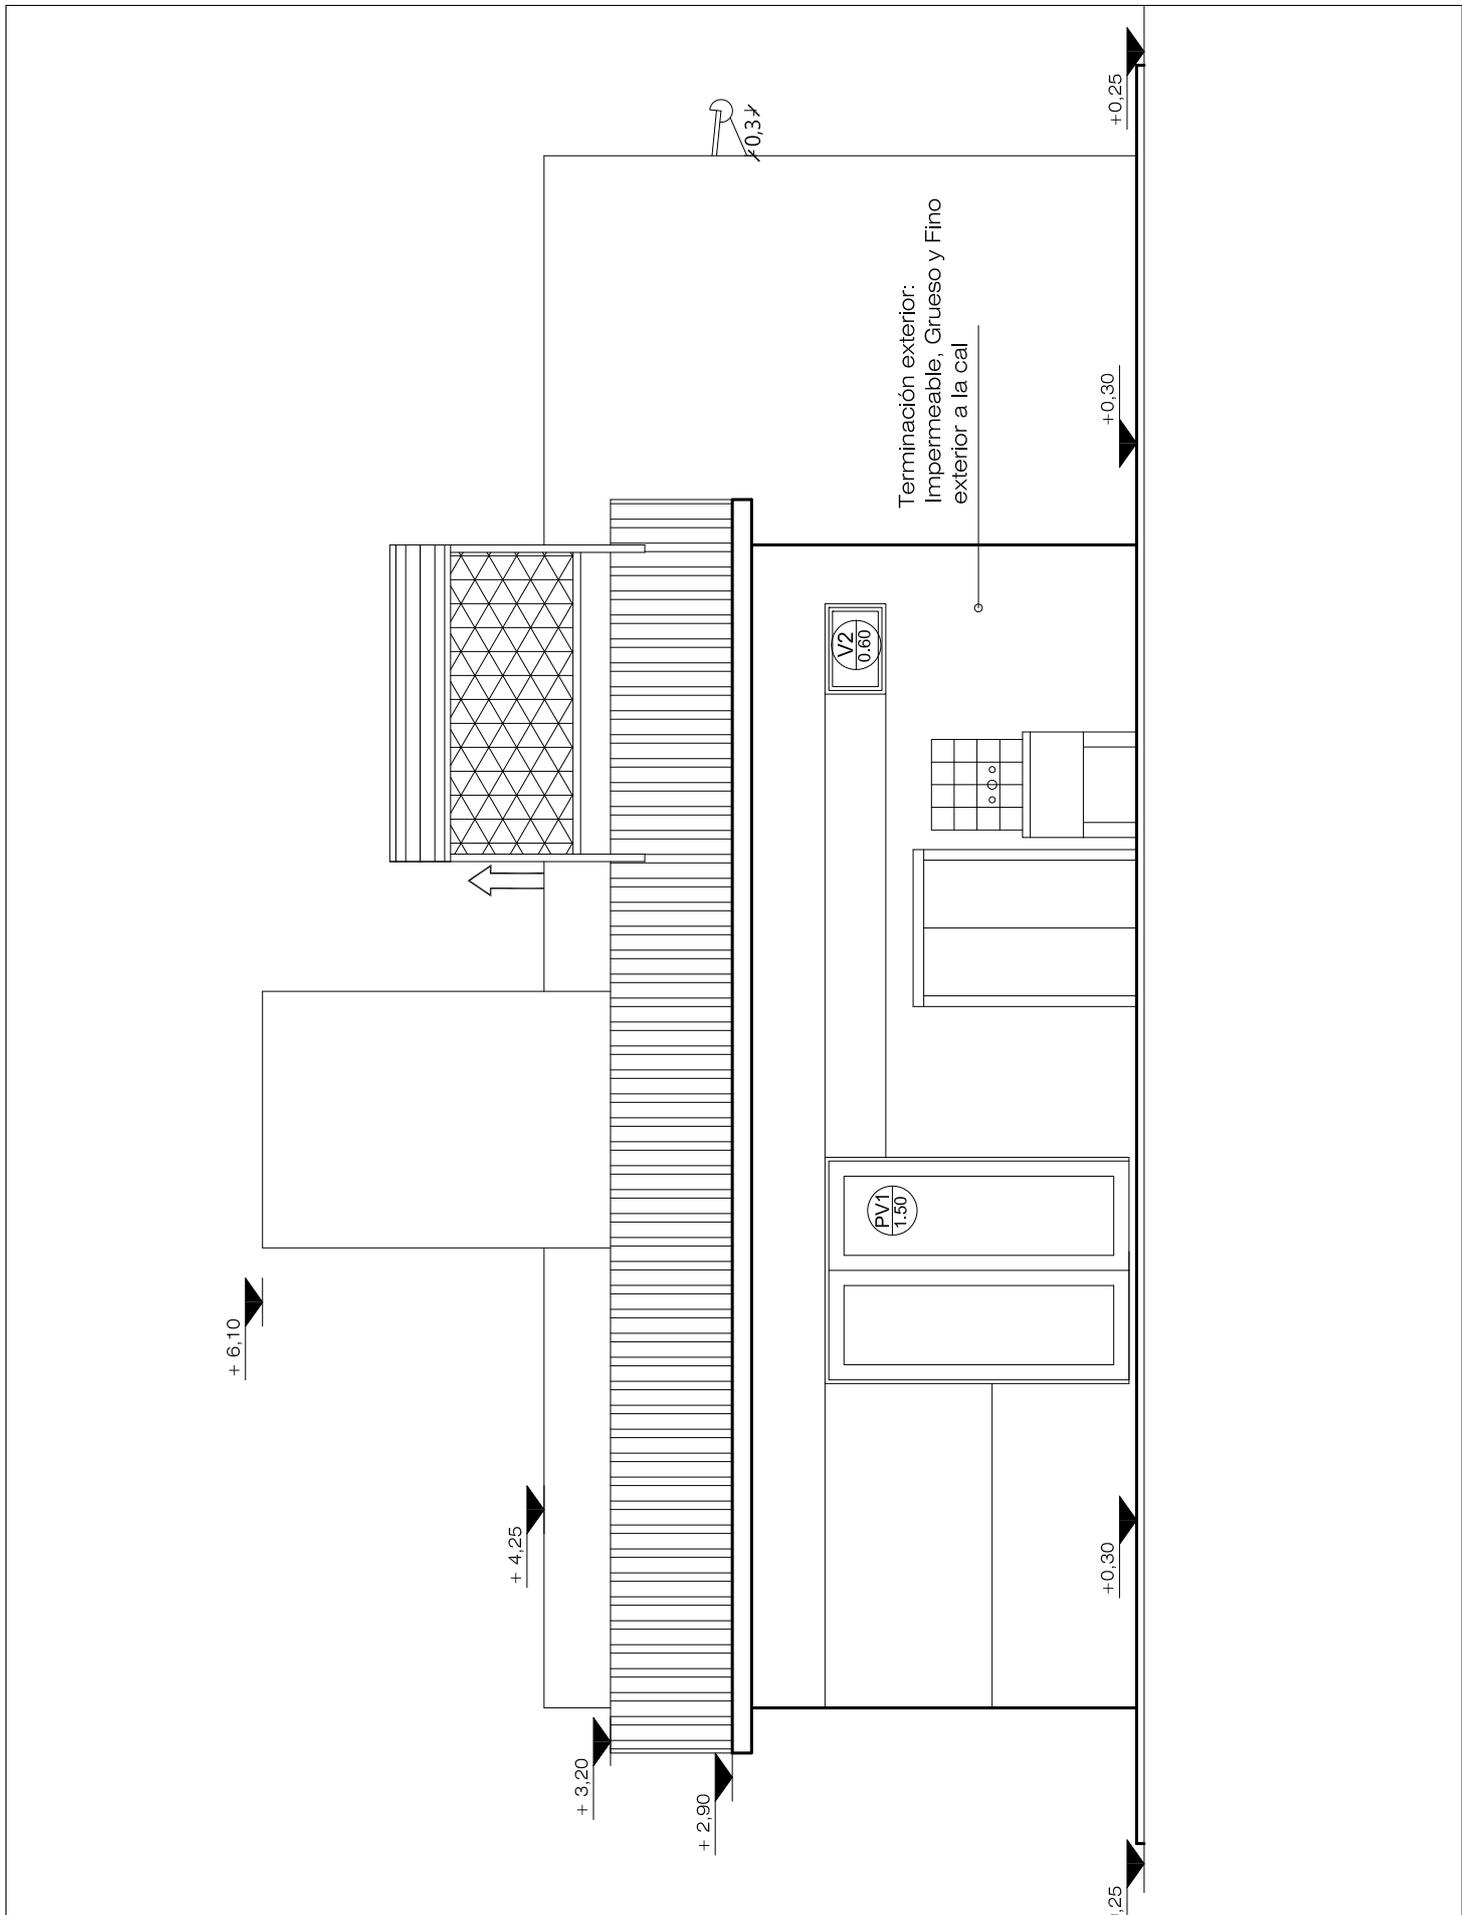 + 6,10
+ 4,25
+ 3,20
+ 2,90
PV1
1.50
V2
0.60
Terminación exterior:
Impermeable, Grueso y Fino
exterior a la cal
0,3
,25
+0,30
+0,30
+0,25